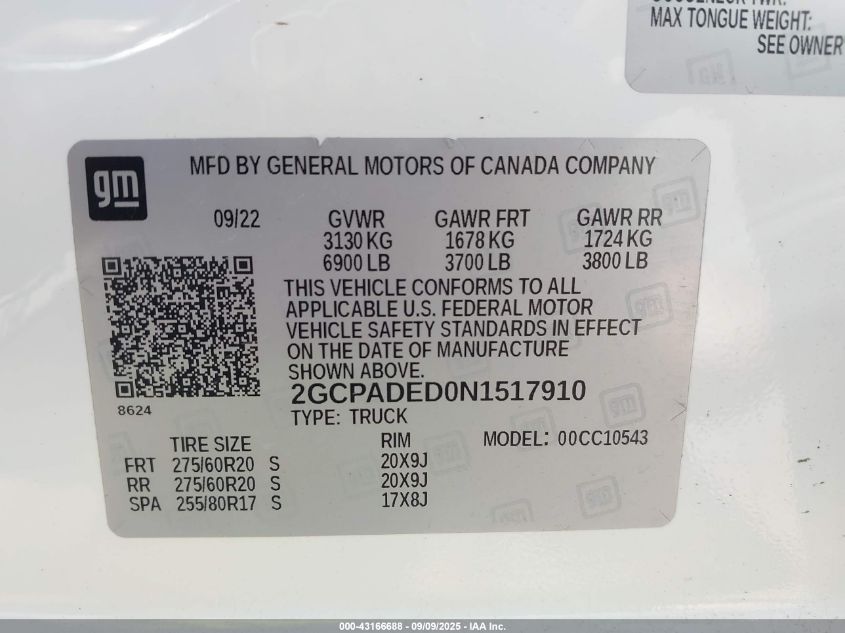 MAX TONGUE WEIGHT:
SEE OWNER
gm
MFD BY GENERAL MOTORS OF CANADA COMPANY
09/22 GVWR GAWR FRT GAWR RR
3130 KG 1678 KG 1724 KG
6900 LB 3700 LB 3800 LB
THIS VEHICLE CONFORMS TO ALL
APPLICABLE U.S. FEDERAL MOTOR
VEHICLE SAFETY STANDARDS IN EFFECT
ON THE DATE OF MANUFACTURE
SHOWN ABOVE.
2GCPADED0N1517910
8624
TYPE: TRUCK
TIRE SIZE RIM MODEL: 00CC10543
FRT 275/60R20 S 20X9J
RR 275/60R20 S 20X9J
SPA 255/80R17 S 17X8J
000-43166688 - 09/09/2025 - IAA Inc.